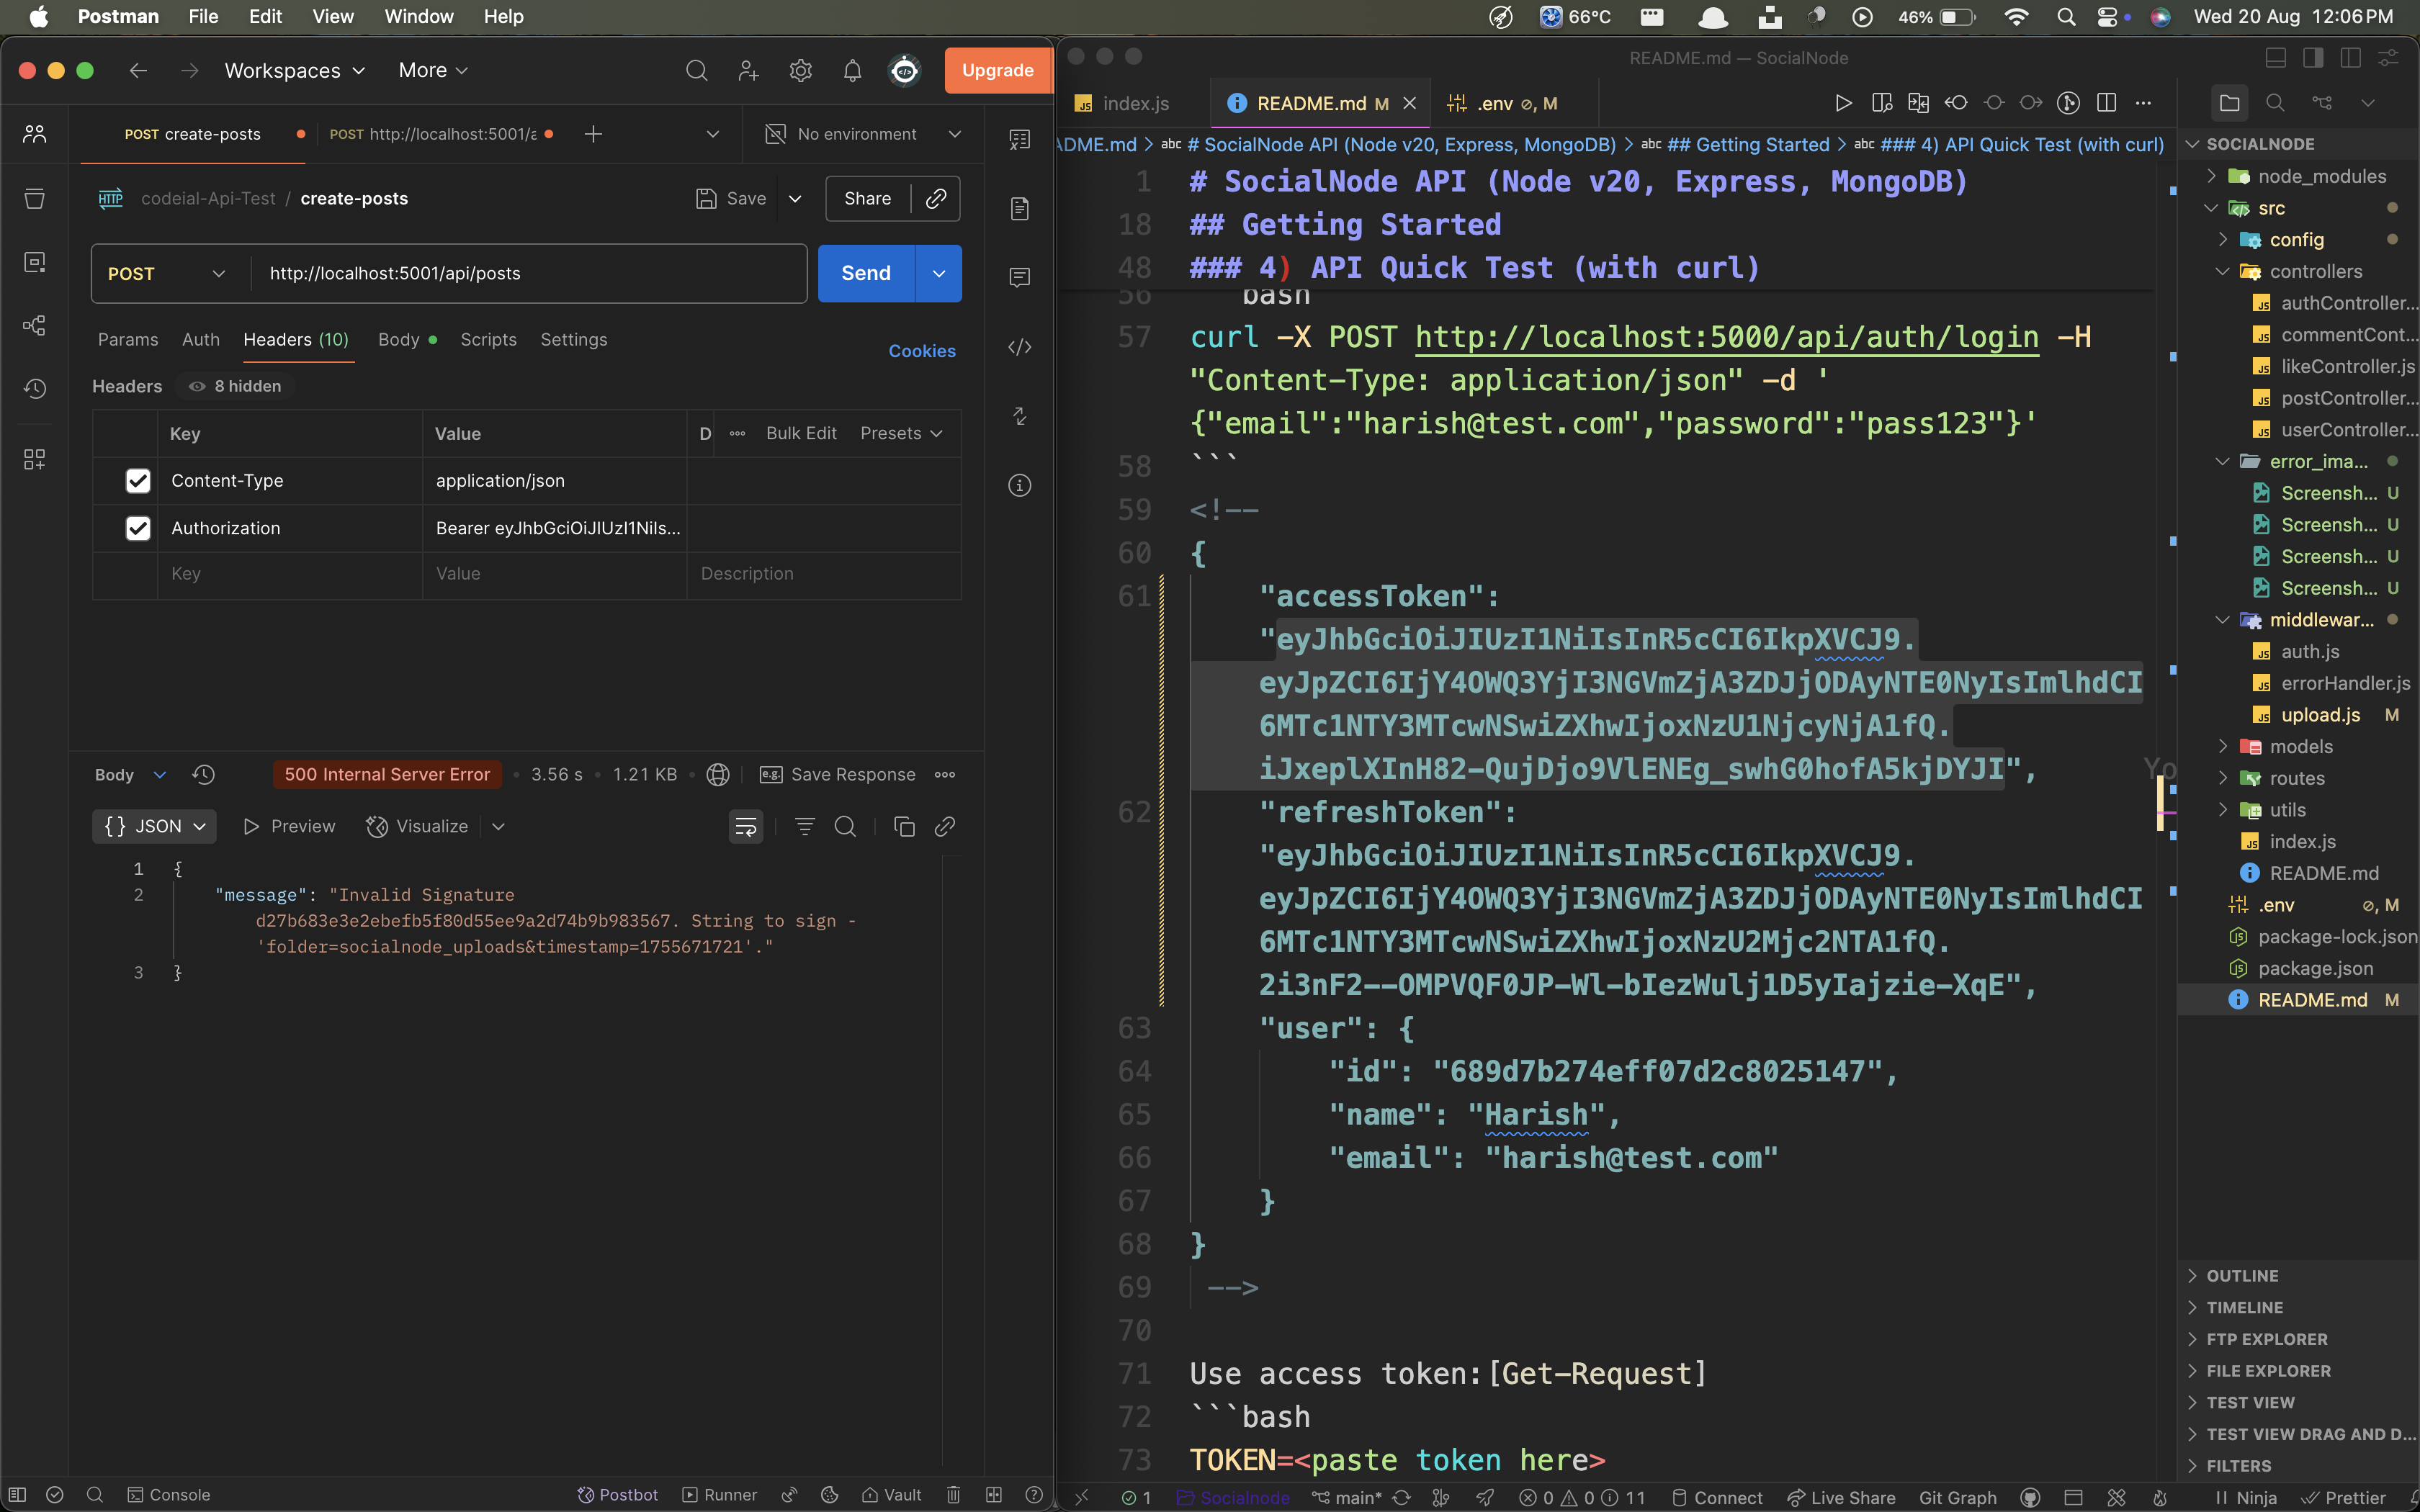 Postman File Edit View Window Help
66°C 46% Wed 20 Aug 12:06 PM
Workspaces More Upgrade
POST create-posts POST http://localhost:5001/a No environment
HTTP codeial-Api-Test / create-posts Save Share
POST http://localhost:5001/api/posts Send
Params Auth Headers (10) Body Scripts Settings Cookies
Headers 8 hidden
Key Value D Bulk Edit Presets
Content-Type application/json
Authorization Bearer eyJhbGciOiJIUzI1NiIs...
Key Value Description
Body 500 Internal Server Error 3.56 s 1.21 KB e.g. Save Response
{} JSON Preview Visualize
1 {
2 "message": "Invalid Signature
d27b683e3e2ebefb5f80d55ee9a2d74b9b983567. String to sign -
'folder=socialnode_uploads&timestamp=1755671721'."
3 }
Console Postbot Runner Vault
README.md — SocialNode
index.js README.md M .env M
ADME.md > abc # SocialNode API (Node v20, Express, MongoDB) > abc ## Getting Started > abc ### 4) API Quick Test (with curl)
1 # SocialNode API (Node v20, Express, MongoDB)
18 ## Getting Started
48 ### 4) API Quick Test (with curl)
56 bash
57 curl -X POST http://localhost:5000/api/auth/login -H
"Content-Type: application/json" -d '
{"email":"harish@test.com","password":"pass123"}'
58 ```
59 <!--
60 {
61 "accessToken":
"eyJhbGciOiJIUzI1NiIsInR5cCI6IkpXVCJ9.
eyJpZCI6IjY4OWQ3YjI3NGVmZjA3ZDJjODAyNTE0NyIsImlhdCI
6MTc1NTY3MTcwNSwiZXhwIjoxNzU1NjcyNjA1fQ.
iJxeplXInH82-QujDjo9VlENEg_swhG0hofA5kjDYJI",
Yo
62 "refreshToken":
"eyJhbGciOiJIUzI1NiIsInR5cCI6IkpXVCJ9.
eyJpZCI6IjY4OWQ3YjI3NGVmZjA3ZDJjODAyNTE0NyIsImlhdCI
6MTc1NTY3MTcwNSwiZXhwIjoxNzU2Mjc2NTA1fQ.
2i3nF2--OMPVQF0JP-Wl-bIezWulj1D5yIajzie-XqE",
63 "user": {
64 "id": "689d7b274eff07d2c8025147",
65 "name": "Harish",
66 "email": "harish@test.com"
67 }
68 }
69 -->
70
71 Use access token:[Get-Request]
72 ```bash
73 TOKEN=<paste token here>
SOCIALNODE
node_modules
src
config
controllers
authController...
commentCont...
likeController.js
postController...
userController...
error_ima...
Screensh... U
Screensh... U
Screensh... U
Screensh... U
middlewar...
auth.js
errorHandler.js
upload.js M
models
routes
utils
index.js
README.md
.env , M
package-lock.json
package.json
README.md M
OUTLINE
TIMELINE
FTP EXPLORER
FILE EXPLORER
TEST VIEW
TEST VIEW DRAG AND D...
FILTERS
1 Socialnode main* 0 0 11 Connect Live Share Git Graph Ninja Prettier